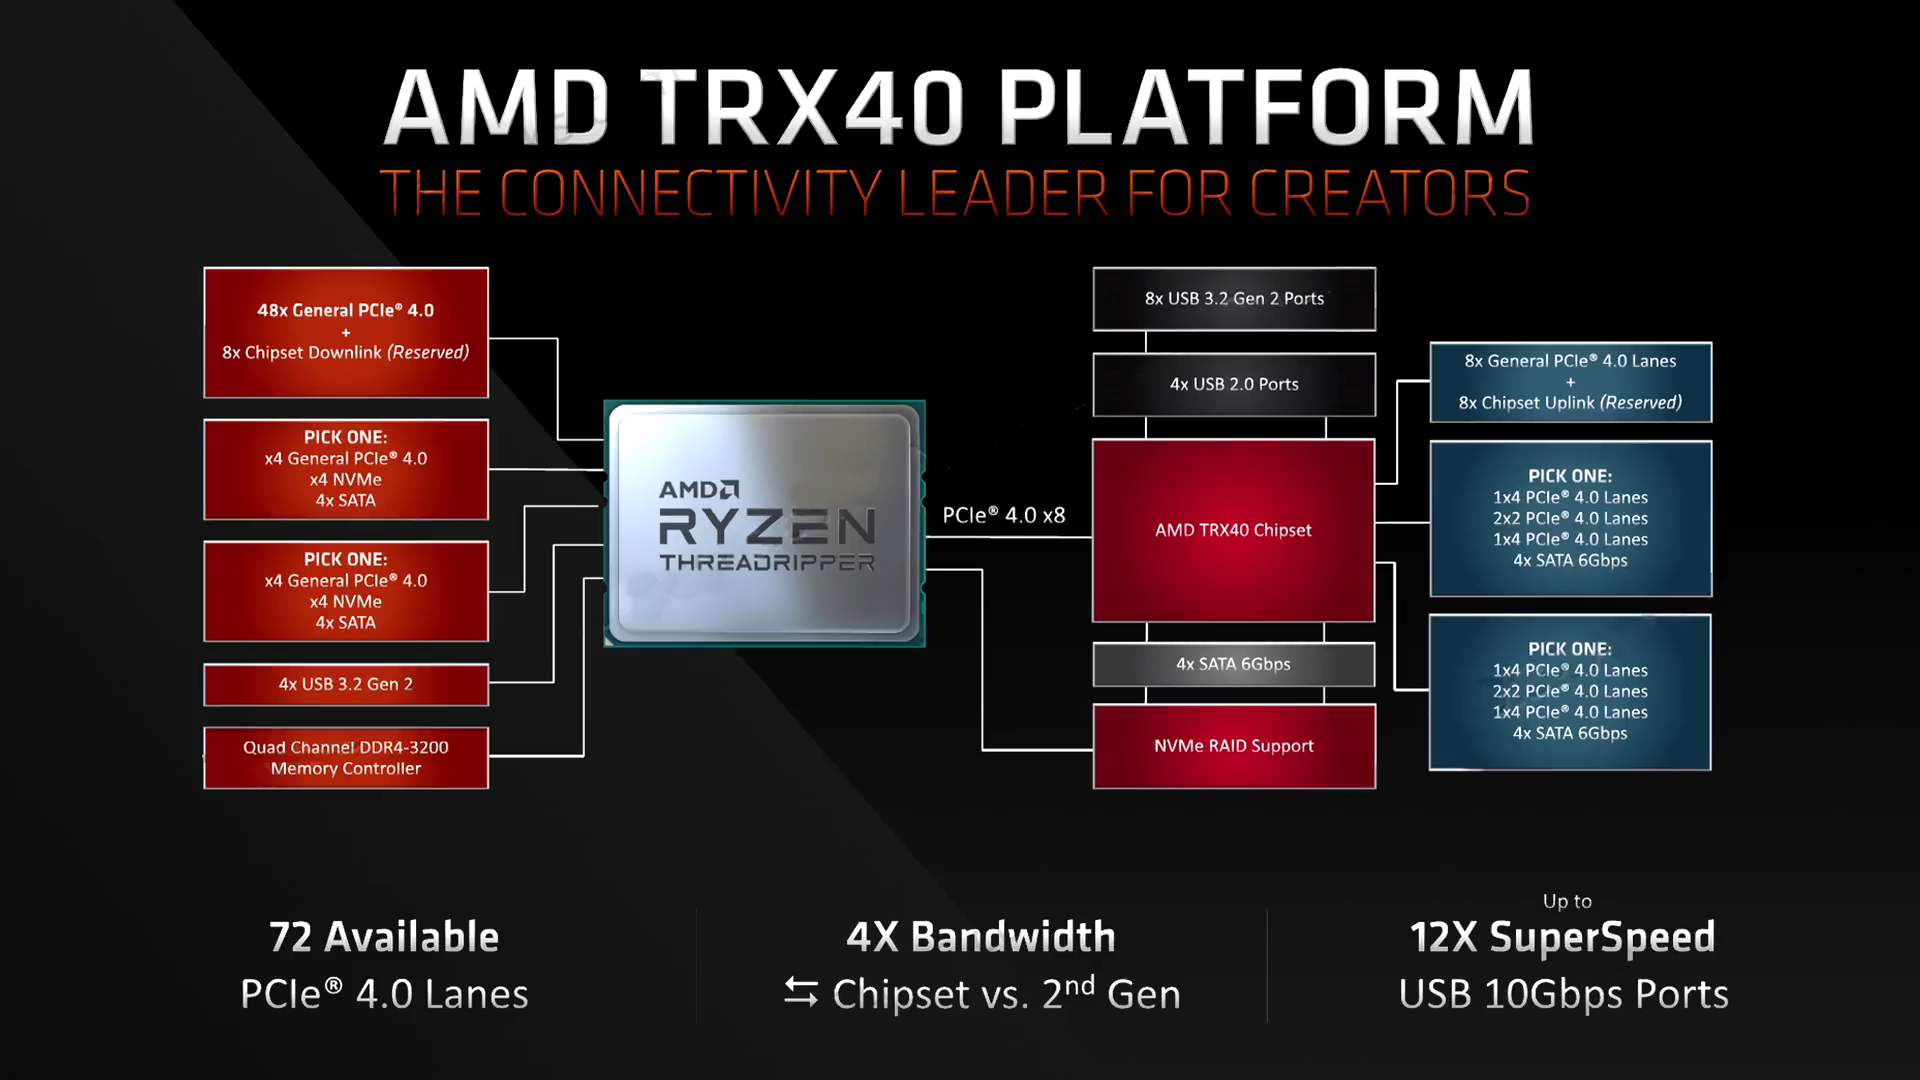 AMD TRX40 PLATFORM
THE CONNECTIVITY LEADER FOR CREATORS
48x General PCIe® 4.0
+
8x Chipset Downlink (Reserved)
PICK ONE:
x4 General PCIe® 4.0
x4 NVMe
4x SATA
PICK ONE:
x4 General PCIe® 4.0
x4 NVMe
4x SATA
4x USB 3.2 Gen 2
Quad Channel DDR4-3200
Memory Controller
AMD
RYZEN
THREADRIPPER
PCIe® 4.0 x8
8x USB 3.2 Gen 2 Ports
4x USB 2.0 Ports
AMD TRX40 Chipset
4x SATA 6Gbps
NVMe RAID Support
8x General PCIe® 4.0 Lanes
+
8x Chipset Uplink (Reserved)
PICK ONE:
1x4 PCIe® 4.0 Lanes
2x2 PCIe® 4.0 Lanes
1x4 PCIe® 4.0 Lanes
4x SATA 6Gbps
PICK ONE:
1x4 PCIe® 4.0 Lanes
2x2 PCIe® 4.0 Lanes
1x4 PCIe® 4.0 Lanes
4x SATA 6Gbps
72 Available
PCIe® 4.0 Lanes
4X Bandwidth
⇆ Chipset vs. 2nd Gen
Up to
12X SuperSpeed
USB 10Gbps Ports